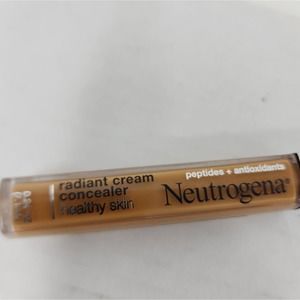 radiant cream
concealer
healthy skin
peptides + antioxidants
Neutrogena®